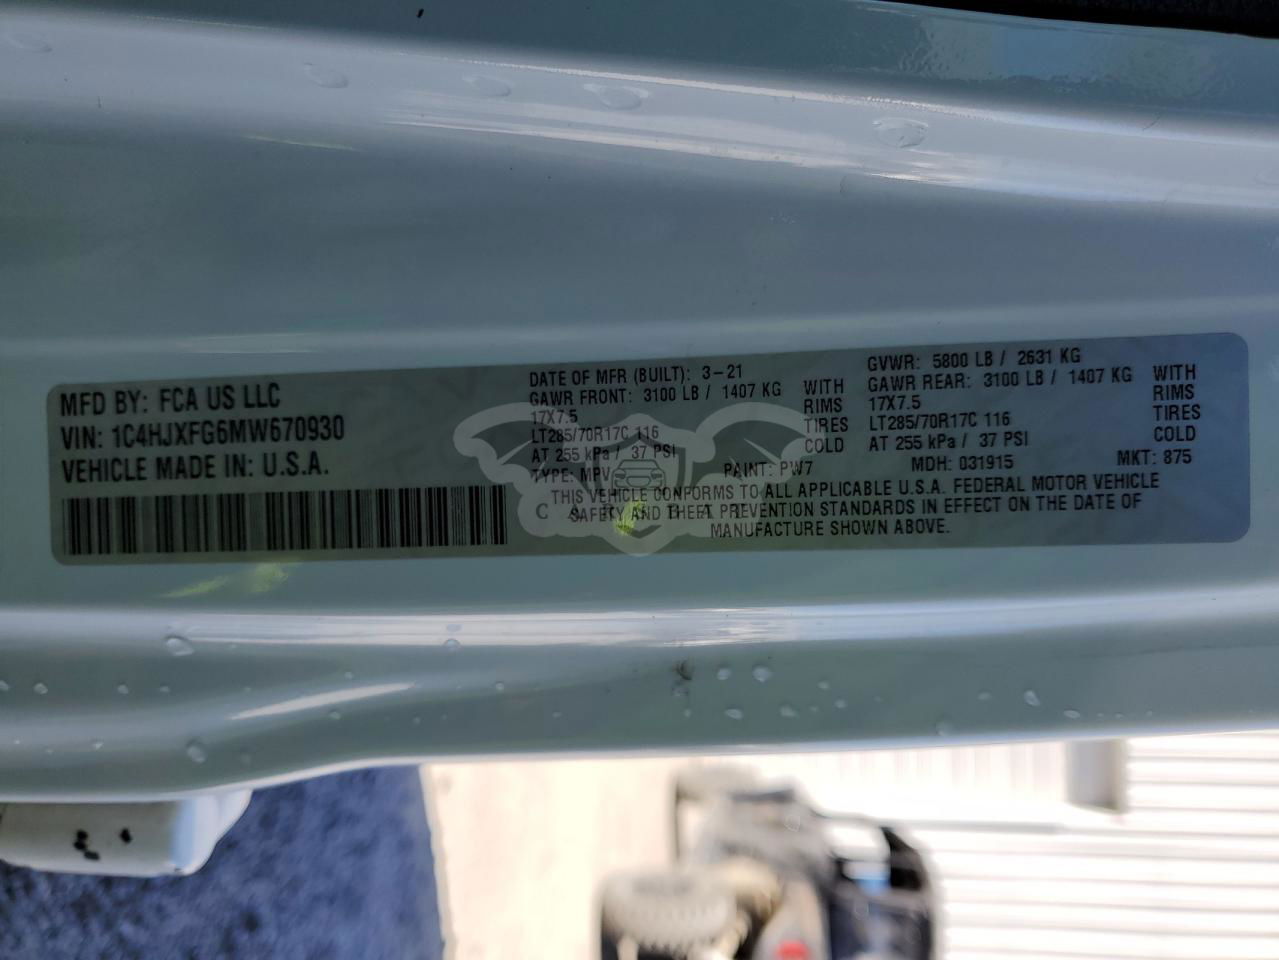 MFD BY: FCA US LLC
VIN: 1C4HJXFG6MW670930
VEHICLE MADE IN: U.S.A.
DATE OF MFR (BUILT): 3-21
GAWR FRONT: 3100 LB / 1407 KG WITH
17X7.5 RIMS
LT285/70R17C 116 TIRES
AT 255 kPa / 37 PSI COLD
GVWR: 5800 LB / 2631 KG
GAWR REAR: 3100 LB / 1407 KG WITH
17X7.5 RIMS
LT285/70R17C 116 TIRES
AT 255 kPa / 37 PSI COLD
TYPE: MPV PAINT: PW7 MDH: 031915 MKT: 875
THIS VEHICLE CONFORMS TO ALL APPLICABLE U.S.A. FEDERAL MOTOR VEHICLE
SAFETY AND THEFT PREVENTION STANDARDS IN EFFECT ON THE DATE OF
MANUFACTURE SHOWN ABOVE.